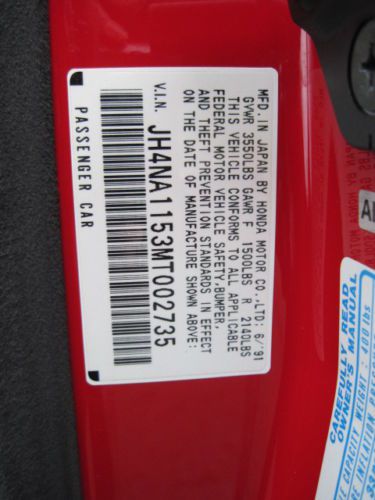 MFD. IN JAPAN BY HONDA MOTOR CO., LTD: 6/'91
GVWR 3550LBS GAWR F 1500LBS R 2140LBS
THIS VEHICLE CONFORMS TO ALL APPLICABLE
FEDERAL MOTOR VEHICLE SAFETY, BUMPER,
AND THEFT PREVENTION STANDARDS IN EFFECT
ON THE DATE OF MANUFACTURE SHOWN ABOVE:
V.I.N. JH4NA1153MT002735
PASSENGER CAR
CAREFULLY READ
OWNER'S MANUAL
CAPACITY WEIGHT: